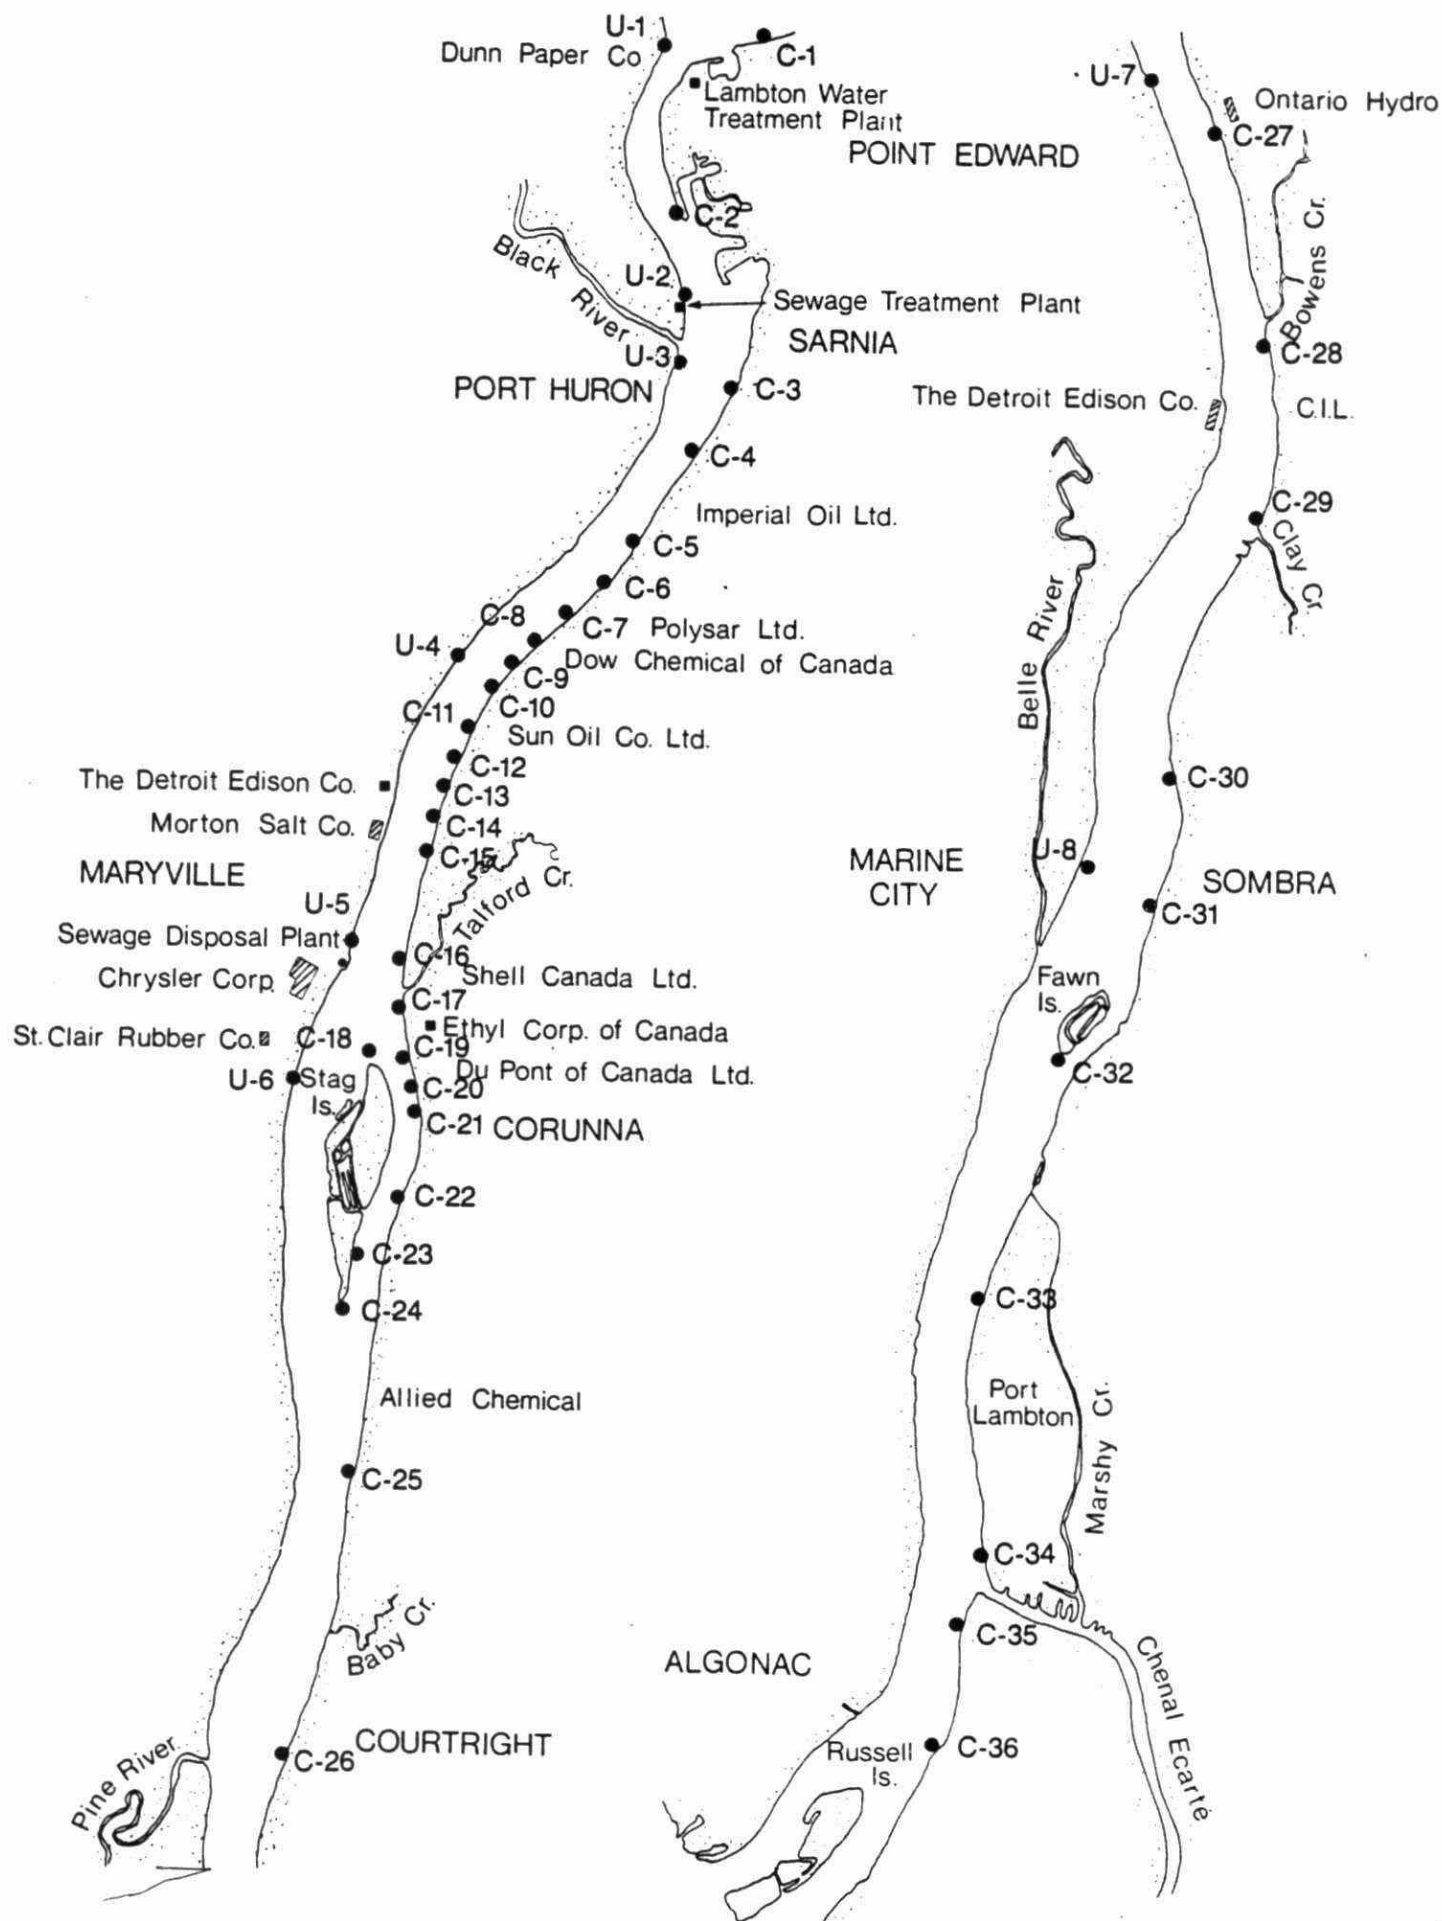 U-1
Dunn Paper Co
C-1
Lambton Water
Treatment Plant
POINT EDWARD
C-2
Black River
U-2
Sewage Treatment Plant
SARNIA
U-3
PORT HURON
C-3
C-4
Imperial Oil Ltd.
C-5
C-6
C-8
C-7 Polysar Ltd.
U-4
Dow Chemical of Canada
C-9
C-10
C-11
Sun Oil Co. Ltd.
C-12
The Detroit Edison Co.
C-13
Morton Salt Co.
C-14
C-15
MARYVILLE
Talford Cr.
U-5
Sewage Disposal Plant
C-16
Chrysler Corp.
Shell Canada Ltd.
C-17
St. Clair Rubber Co.
C-18
Ethyl Corp. of Canada
C-19
U-6
Stag
Is.
Du Pont of Canada Ltd.
C-20
C-21 CORUNNA
C-22
C-23
C-24
Allied Chemical
C-25
Baby Cr.
C-26 COURTRIGHT
Pine River
U-7
Ontario Hydro
C-27
Bowens Cr.
C-28
The Detroit Edison Co.
C.I.L.
C-29
Clay Cr
Belle River
C-30
MARINE
CITY
U-8
SOMBRA
C-31
Fawn
Is.
C-32
C-33
Port
Lambton
Marshy Cr.
C-34
C-35
ALGONAC
Chenal Ecarté
Russell
Is.
C-36